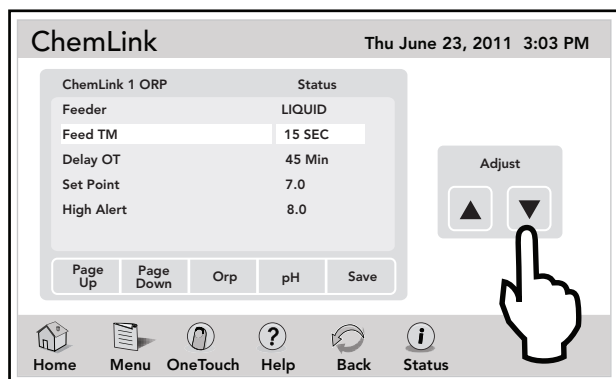 ChemLink Thu June 23, 2011 3:03 PM
ChemLink 1 ORP Status
Feeder LIQUID
Feed TM 15 SEC
Delay OT 45 Min
Set Point 7.0
High Alert 8.0
Adjust
Page Up Page Down Orp pH Save
Home Menu OneTouch Help Back Status